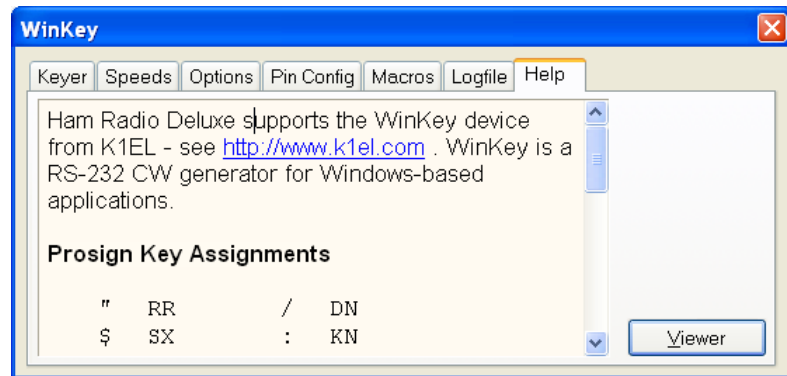 WinKey
Keyer Speeds Options Pin Config Macros Logfile Help
Ham Radio Deluxe supports the WinKey device
from K1EL - see http://www.k1el.com . WinKey is a
RS-232 CW generator for Windows-based
applications.
Prosign Key Assignments
" RR / DN
$ SX : KN
Viewer